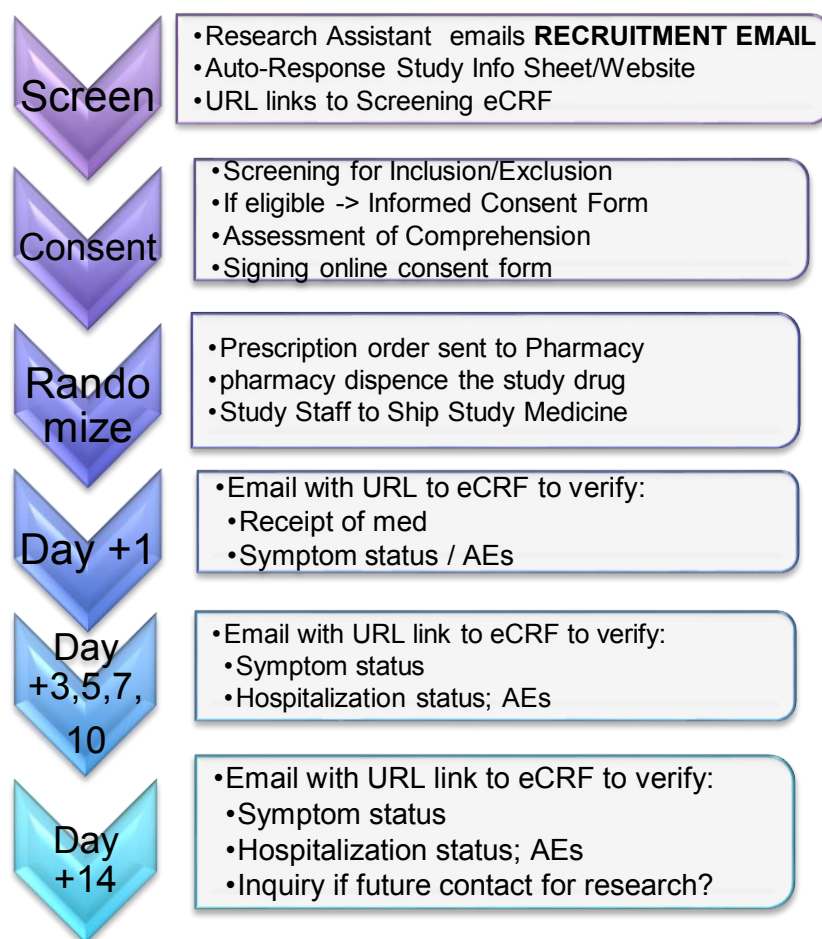 Screen
•Research Assistant emails RECRUITMENT EMAIL
•Auto-Response Study Info Sheet/Website
•URL links to Screening eCRF
Consent
•Screening for Inclusion/Exclusion
•If eligible -> Informed Consent Form
•Assessment of Comprehension
•Signing online consent form
Rando
mize
•Prescription order sent to Pharmacy
•pharmacy dispence the study drug
•Study Staff to Ship Study Medicine
Day +1
•Email with URL to eCRF to verify:
•Receipt of med
•Symptom status / AEs
Day
+3,5,7,
10
•Email with URL link to eCRF to verify:
•Symptom status
•Hospitalization status; AEs
Day
+14
•Email with URL link to eCRF to verify:
•Symptom status
•Hospitalization status; AEs
•Inquiry if future contact for research?